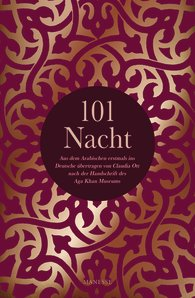 101
Nacht
Aus dem Arabischen erstmals ins
Deutsche übertragen von Claudia Ott
nach der Handschrift des
Aga Khan Museums
MANESSE